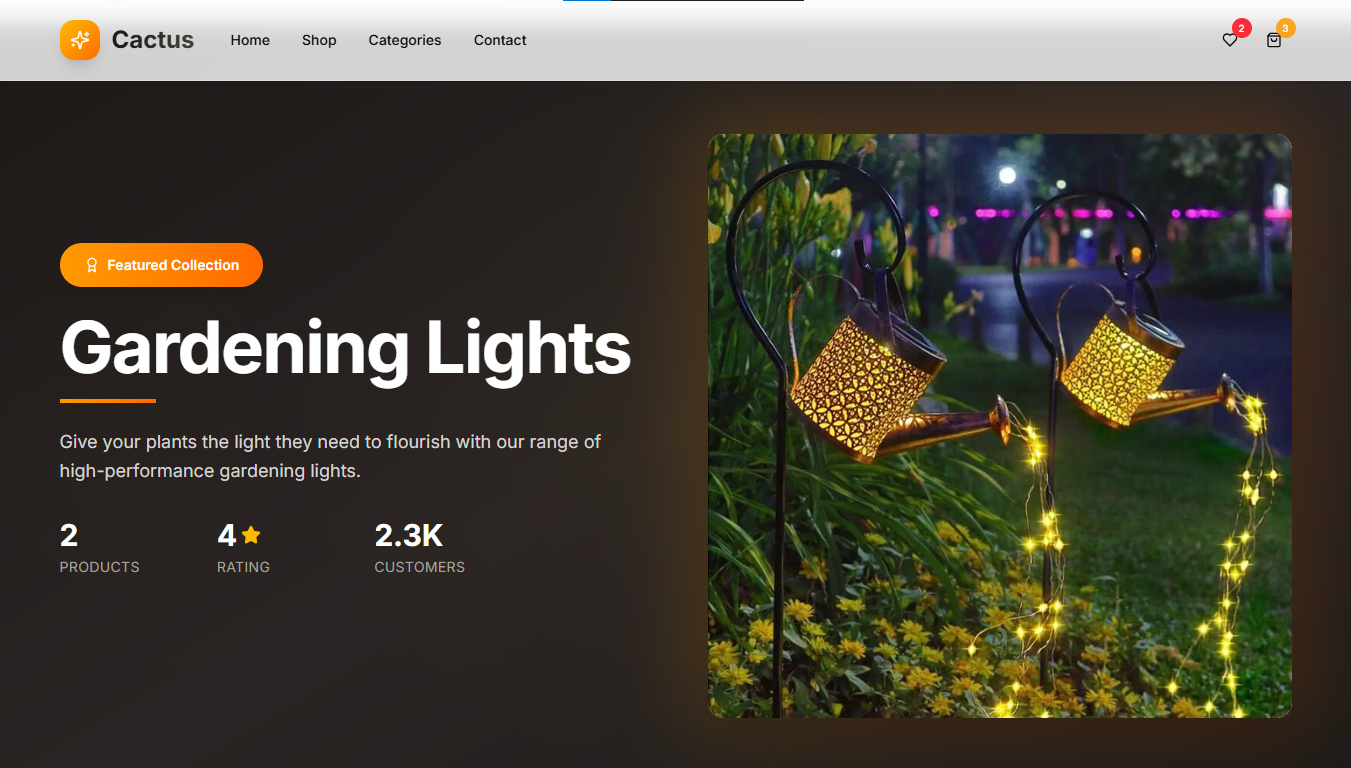 Cactus
Home Shop Categories Contact
2
3
Featured Collection
Gardening Lights
Give your plants the light they need to flourish with our range of
high-performance gardening lights.
2 4 2.3K
PRODUCTS RATING CUSTOMERS